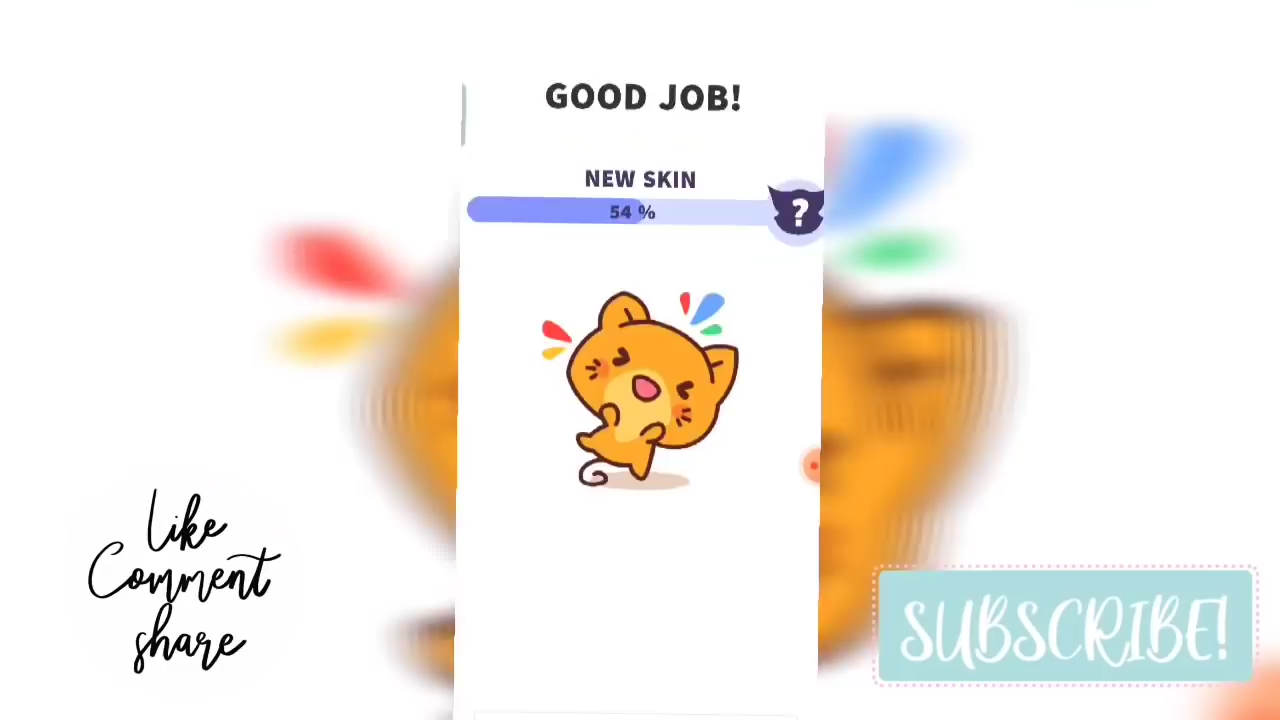 GOOD JOB!
NEW SKIN
54 %
?
like
Comment
share
SUBSCRIBE!